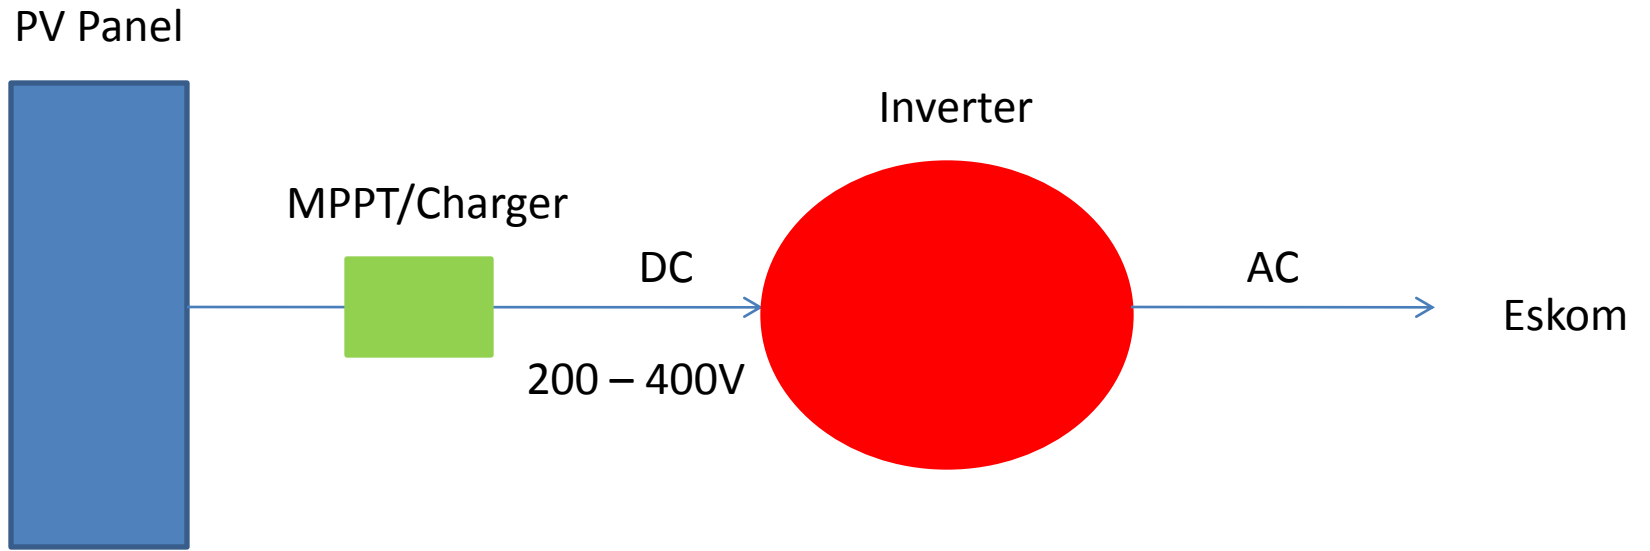 PV Panel
Inverter
MPPT/Charger
DC
AC
Eskom
200 – 400V